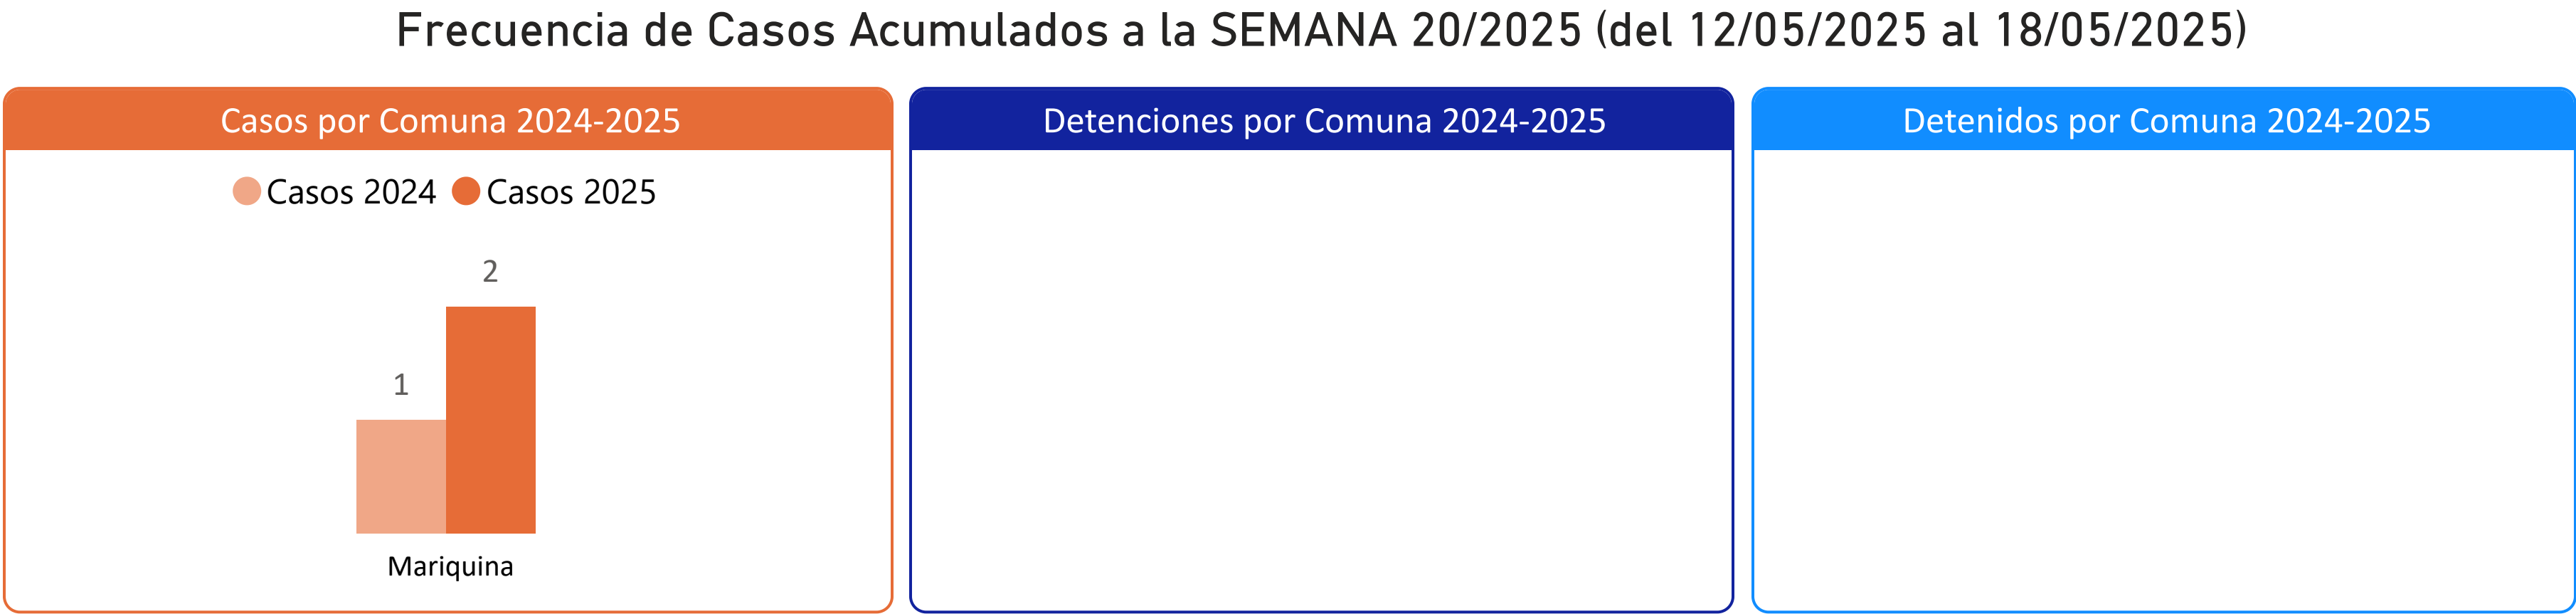 Frecuencia de Casos Acumulados a la SEMANA 20/2025 (del 12/05/2025 al 18/05/2025)
Casos por Comuna 2024-2025
Casos 2024 Casos 2025
2
1
Mariquina
Detenciones por Comuna 2024-2025
Detenidos por Comuna 2024-2025